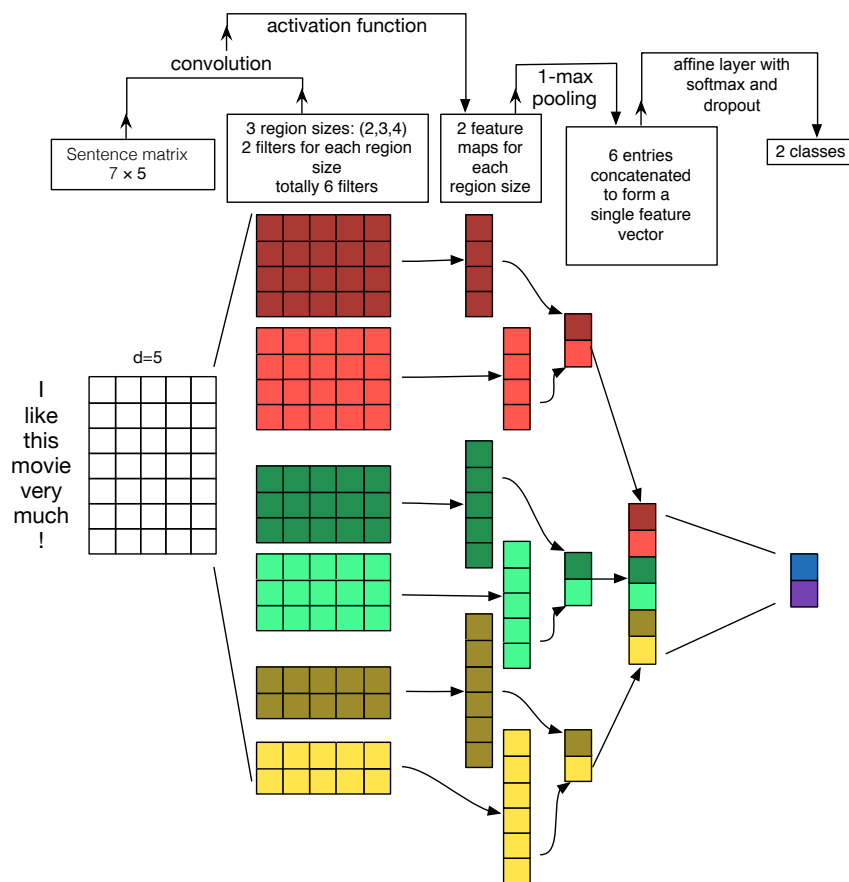 activation function
convolution
1-max
pooling
affine layer with
softmax and
dropout
Sentence matrix
7 × 5
3 region sizes: (2,3,4)
2 filters for each region
size
totally 6 filters
2 feature
maps for
each
region size
6 entries
concatenated
to form a
single feature
vector
2 classes
d=5
I
like
this
movie
very
much
!